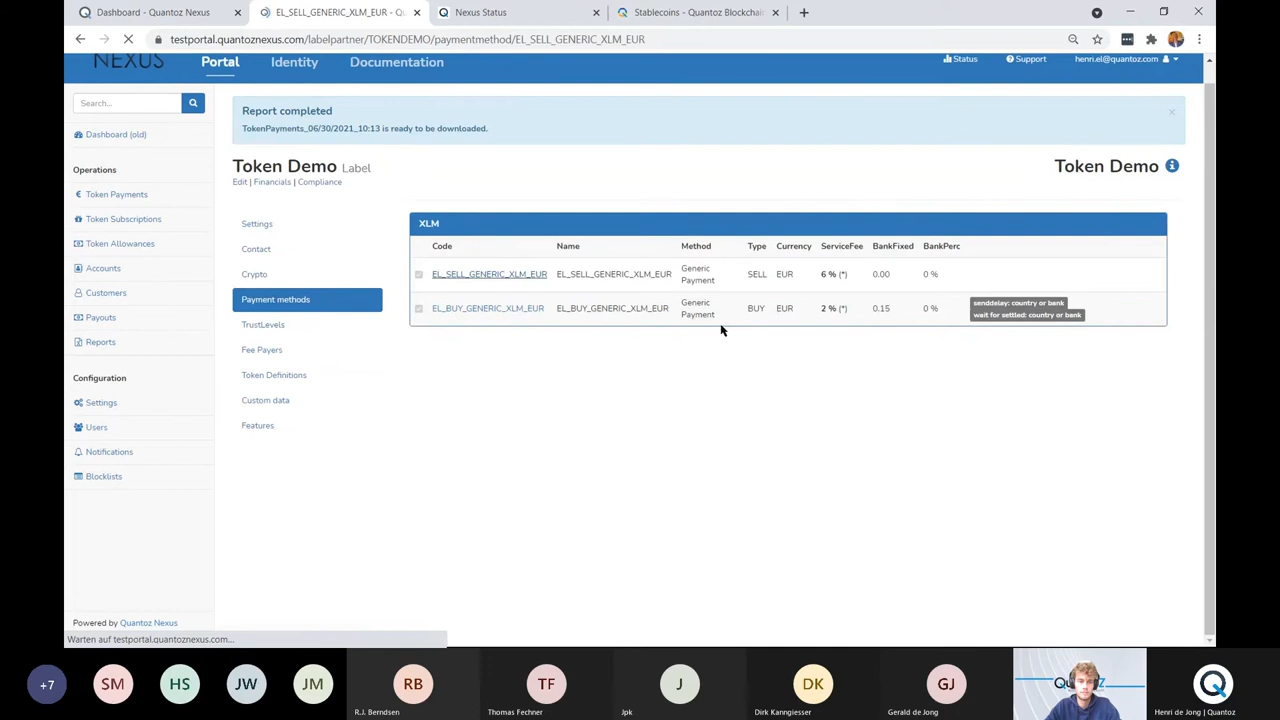 Dashboard - Quantoz Nexus
EL_SELL_GENERIC_XLM_EUR - Qu
Nexus Status
Stablecoins - Quantoz Blockchain
testportal.quantoznexus.com/labelpartner/TOKENDEMO/paymentmethod/EL_SELL_GENERIC_XLM_EUR
NEXUS
Portal
Identity
Documentation
Status
Support
henri.el@quantoz.com
Search...
Dashboard (old)
Operations
Token Payments
Token Subscriptions
Token Allowances
Accounts
Customers
Payouts
Reports
Configuration
Settings
Users
Notifications
Blocklists
Powered by Quantoz Nexus
Warten auf testportal.quantoznexus.com...
Report completed
TokenPayments_06/30/2021_10:13 is ready to be downloaded.
Token Demo Label
Token Demo
Edit | Financials | Compliance
Settings
Contact
Crypto
Payment methods
TrustLevels
Fee Payers
Token Definitions
Custom data
Features
XLM
Code Name Method Type Currency ServiceFee BankFixed BankPerc
EL_SELL_GENERIC_XLM_EUR EL_SELL_GENERIC_XLM_EUR Generic Payment SELL EUR 6 % (*) 0.00 0 %
EL_BUY_GENERIC_XLM_EUR EL_BUY_GENERIC_XLM_EUR Generic Payment BUY EUR 2 % (*) 0.15 0 %
senddelay: country or bank
wait for settled: country or bank
+7
SM
HS
JW
JM
RB
R.J. Berndsen
TF
Thomas Fechner
J
Jpk
DK
Dirk Kanngiesser
GJ
Gerald de Jong
Henri de Jong | Quantoz